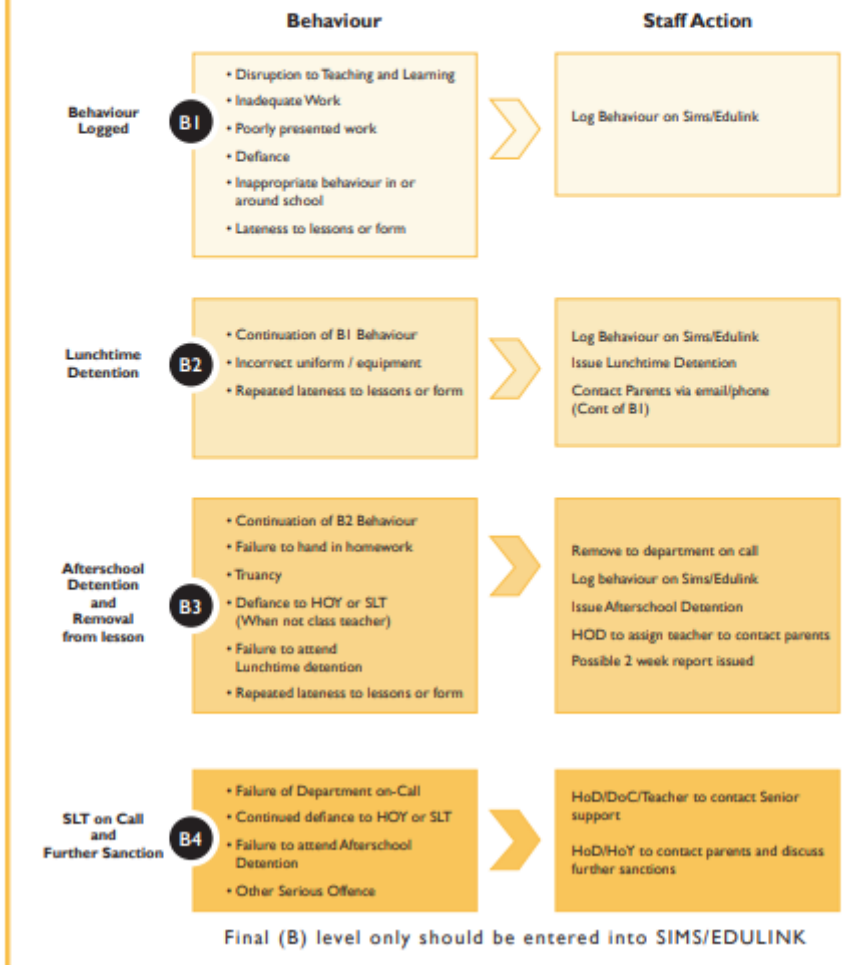 Behaviour
Staff Action
Behaviour
Logged
B1
• Disruption to Teaching and Learning
• Inadequate Work
• Poorly presented work
• Defiance
• Inappropriate behaviour in or
around school
• Lateness to lessons or form
Log Behaviour on Sims/Edulink
Lunchtime
Detention
B2
• Continuation of B1 Behaviour
• Incorrect uniform / equipment
• Repeated lateness to lessons or form
Log Behaviour on Sims/Edulink
Issue Lunchtime Detention
Contact Parents via email/phone
(Cont of B1)
Afterschool
Detention
and
Removal
from lesson
B3
• Continuation of B2 Behaviour
• Failure to hand in homework
• Truancy
• Defiance to HOY or SLT
(When not class teacher)
• Failure to attend
Lunchtime detention
• Repeated lateness to lessons or form
Remove to department on call
Log behaviour on Sims/Edulink
Issue Afterschool Detention
HOD to assign teacher to contact parents
Possible 2 week report issued
SLT on Call
and
Further Sanction
B4
• Failure of Department on-Call
• Continued defiance to HOY or SLT
• Failure to attend Afterschool
Detention
• Other Serious Offence
HoD/DoC/Teacher to contact Senior
support
HoD/HoY to contact parents and discuss
further sanctions
Final (B) level only should be entered into SIMS/EDULINK